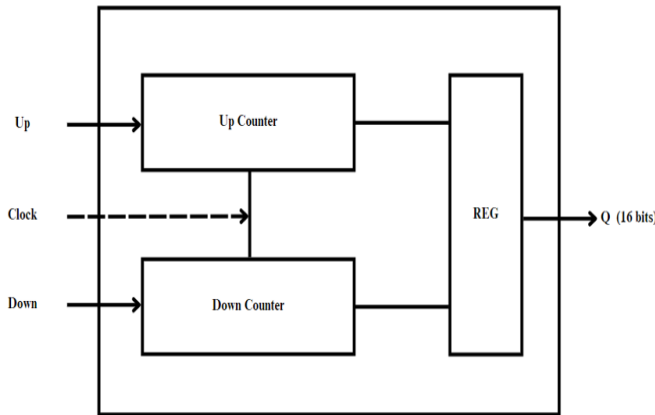 Up
Up Counter
Clock
REG
Q (16 bits)
Down
Down Counter